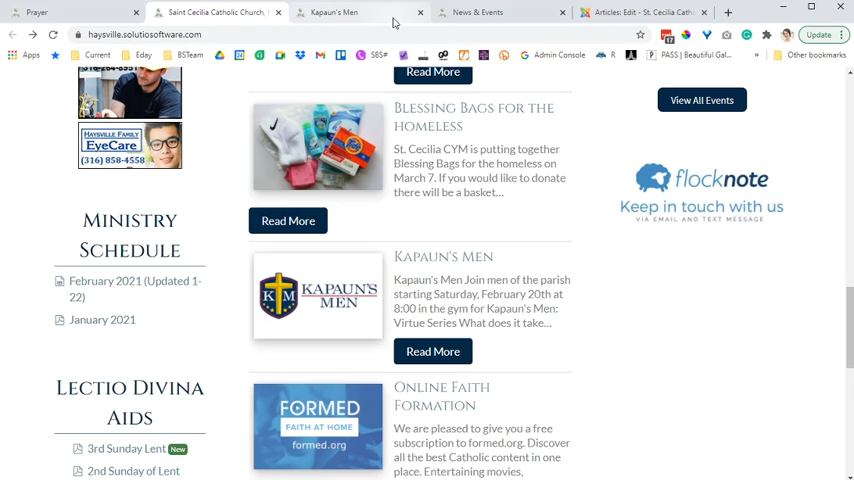 Prayer
Saint Cecilia Catholic Church,
Kapaun's Men
News & Events
Articles: Edit - St. Cecilia Cath
haysville.solutiosoftware.com
Update
Apps
Current
Eday
BSTeam
SBS#
Admin Console
R
PASS | Beautiful Gal...
Other bookmarks
Read More
HAYSVILLE FAMILY
EYECARE
(316) 858-4558
Blessing Bags for the
homeless
St. Cecilia CYM is putting together
Blessing Bags for the homeless on
March 7. If you would like to donate
there will be a basket...
Read More
View All Events
flocknote
Keep in touch with us
VIA EMAIL AND TEXT MESSAGE
Ministry
Schedule
February 2021 (Updated 1-
22)
January 2021
KM
KAPAUN'S
MEN
Kapaun's Men
Kapaun's Men Join men of the parish
starting Saturday, February 20th at
8:00 in the gym for Kapaun's Men:
Virtue Series What does it take...
Read More
Lectio Divina
Aids
3rd Sunday Lent New
2nd Sunday of Lent
FORMED
FAITH AT HOME
formed.org
Online Faith
Formation
We are pleased to give you a free
subscription to formed.org. Discover
all the best Catholic content in one
place. Entertaining movies,